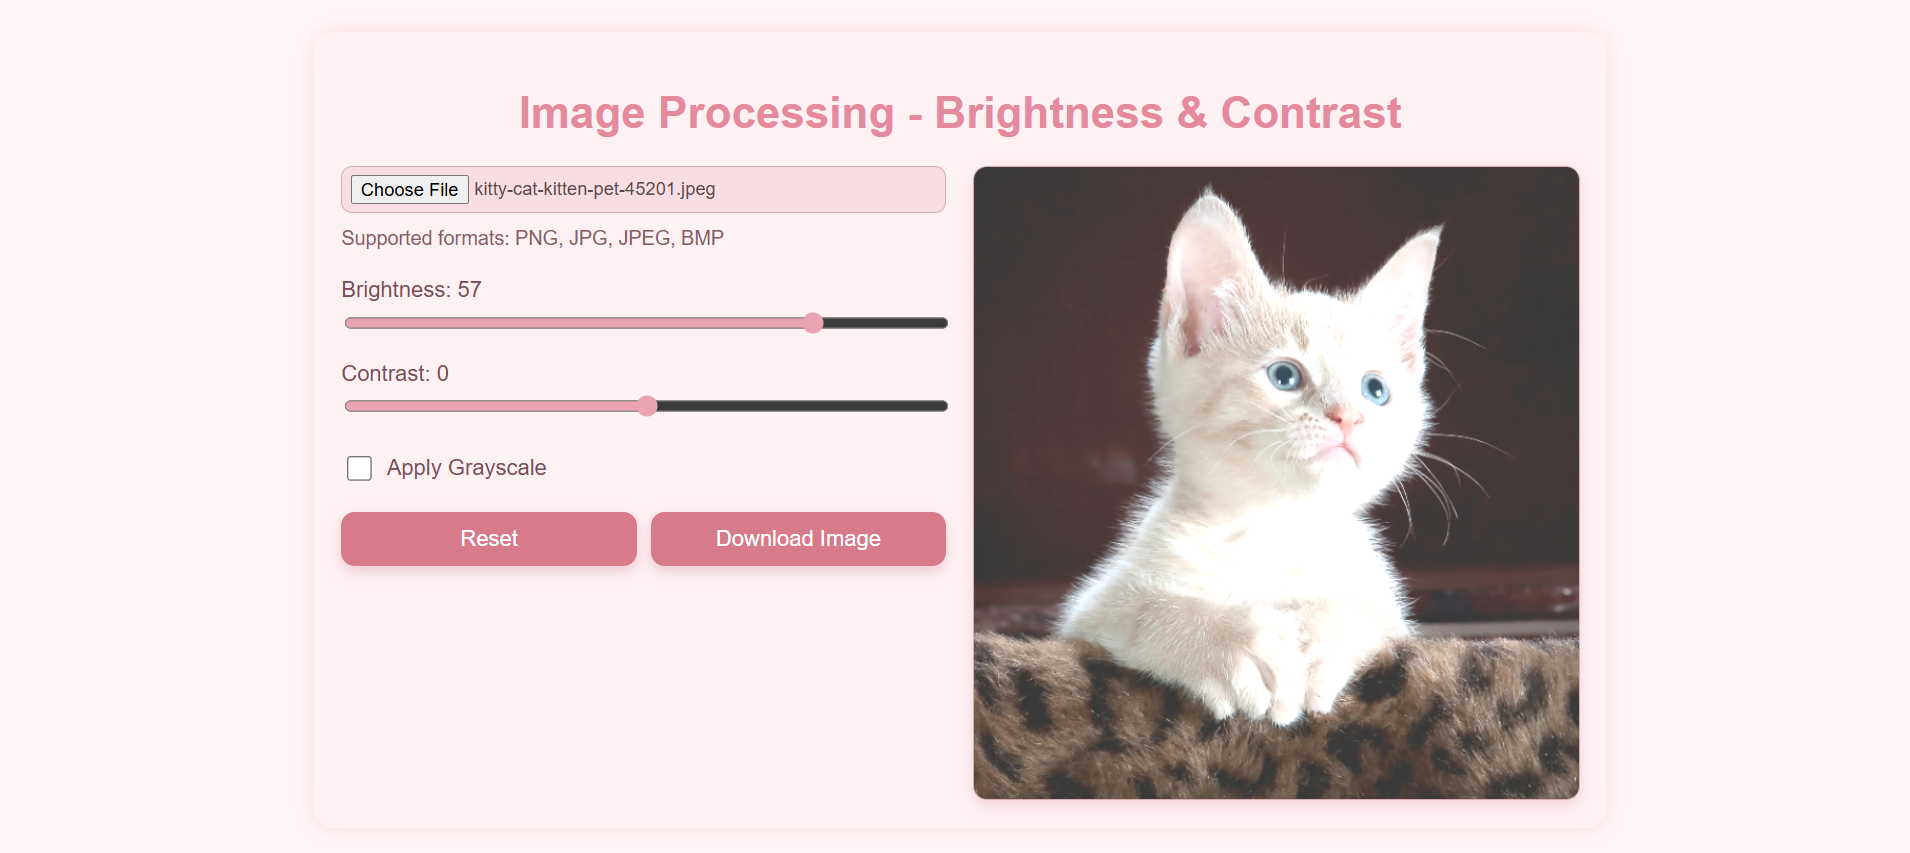 Image Processing - Brightness & Contrast
Choose File kitty-cat-kitten-pet-45201.jpeg
Supported formats: PNG, JPG, JPEG, BMP
Brightness: 57
Contrast: 0
Apply Grayscale
Reset
Download Image